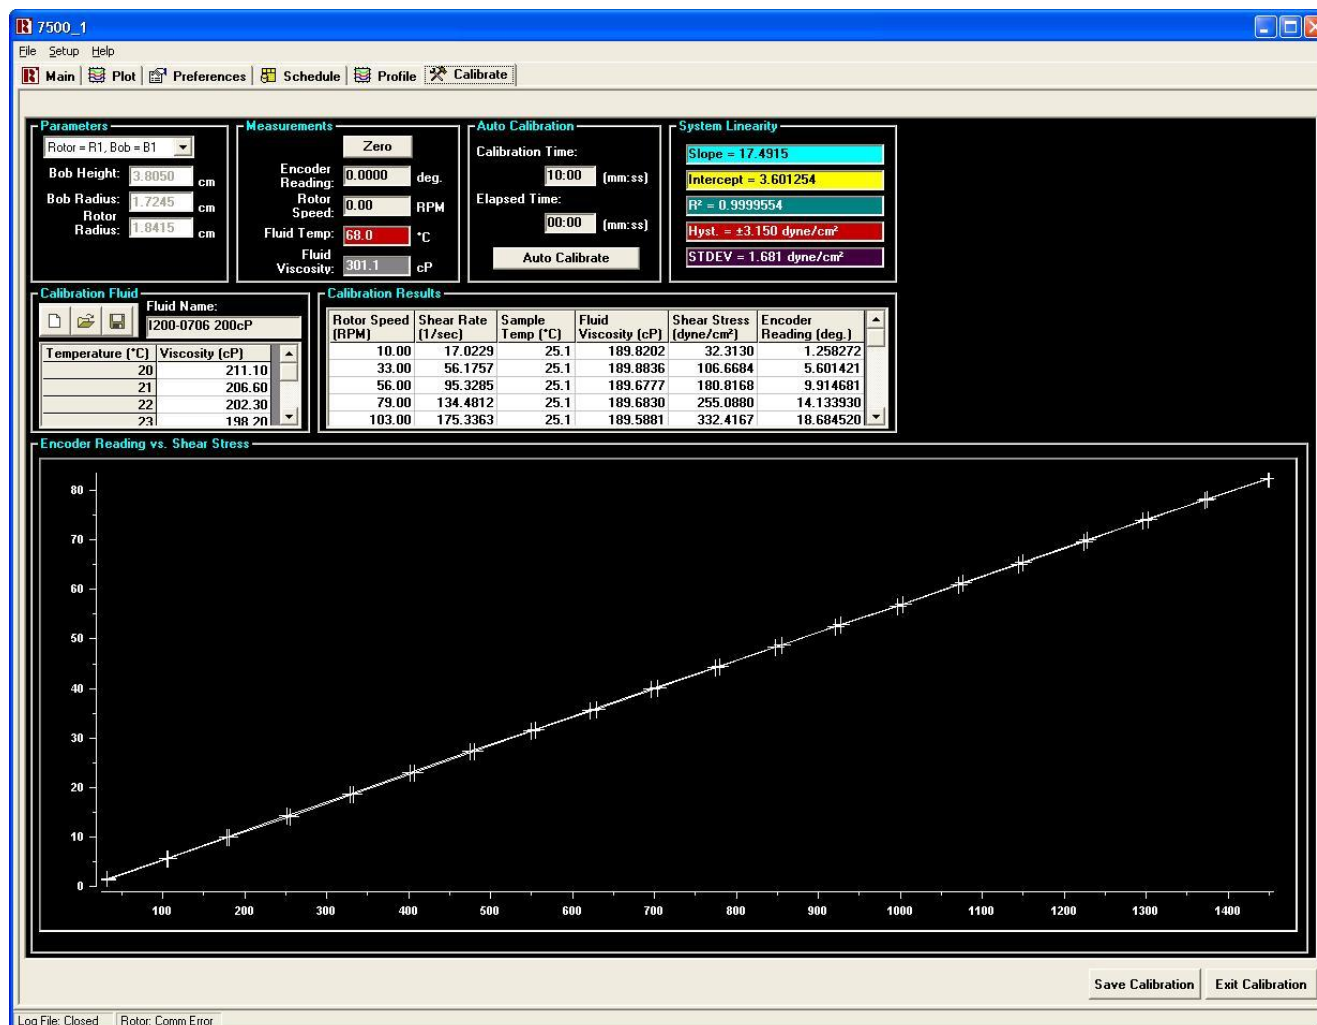 7500_1
File Setup Help
Main Plot Preferences Schedule Profile Calibrate
Parameters
Rotor = R1, Bob = B1
Bob Height: 3.8050 cm
Bob Radius: 1.7245 cm
Rotor Radius: 1.8415 cm
Measurements
Zero
Encoder Reading: 0.0000 deg.
Rotor Speed: 0.00 RPM
Fluid Temp: 68.0 °C
Fluid Viscosity: 301.1 cP
Auto Calibration
Calibration Time:
10:00 (mm:ss)
Elapsed Time:
00:00 (mm:ss)
Auto Calibrate
System Linearity
Slope = 17.4915
Intercept = 3.601254
R² = 0.9999554
Hyst. = ±3.150 dyne/cm²
STDEV = 1.681 dyne/cm²
Calibration Fluid
Fluid Name:
I200-0706 200cP
Temperature (°C) Viscosity (cP)
20 211.10
21 206.60
22 202.30
23 198.20
Calibration Results
Rotor Speed (RPM) Shear Rate (1/sec) Sample Temp (°C) Fluid Viscosity (cP) Shear Stress (dyne/cm²) Encoder Reading (deg.)
10.00 17.0229 25.1 189.8202 32.3130 1.258272
33.00 56.1757 25.1 189.8836 106.6684 5.601421
56.00 95.3285 25.1 189.6777 180.8168 9.914681
79.00 134.4812 25.1 189.6830 255.0880 14.133930
103.00 175.3363 25.1 189.5881 332.4167 18.684520
Encoder Reading vs. Shear Stress
80
70
60
50
40
30
20
10
0
100 200 300 400 500 600 700 800 900 1000 1100 1200 1300 1400
Save Calibration Exit Calibration
Log File: Closed Rotor: Comm Error